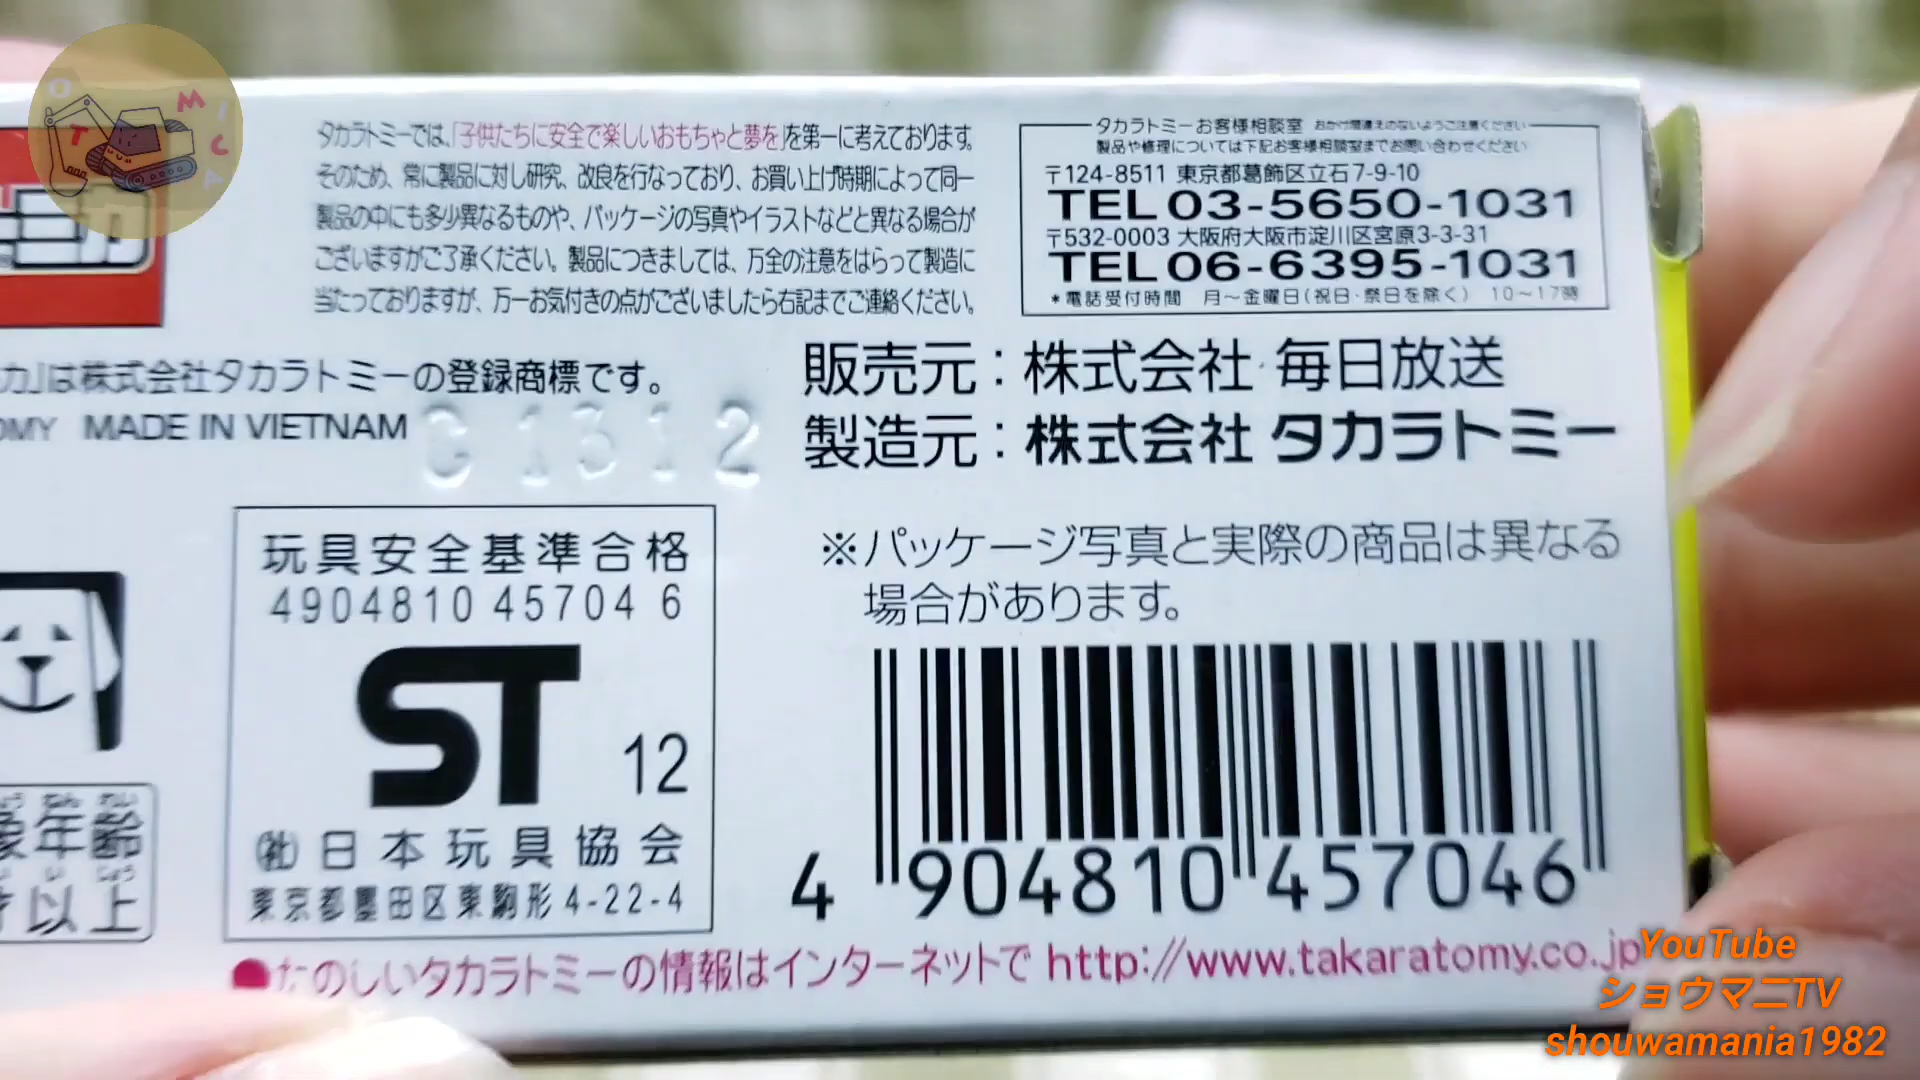 タカラトミーでは、「子供たちに安全で楽しいおもちゃと夢を」を第一に考えております。
そのため、常に製品に対し研究、改良を行なっており、お買い上げ時期によって同一
製品の中にも多少異なるものや、パッケージの写真やイラストなどと異なる場合が
ございますがご了承ください。製品につきましては、万全の注意をはらって製造に
当たっておりますが、万一お気付きの点がございましたら右記までご連絡ください。
タカラトミーお客様相談室 おかけ間違えのないようご注意ください
製品や修理については下記お客様相談室までお問い合わせください
〒124-8511 東京都葛飾区立石7-9-10
TEL 03-5650-1031
〒532-0003 大阪府大阪市淀川区宮原3-3-31
TEL 06-6395-1031
*電話受付時間 月〜金曜日(祝日・祭日を除く) 10〜17時
カ」は株式会社タカラトミーの登録商標です。
OMY MADE IN VIETNAM
G1312
販売元:株式会社 毎日放送
製造元:株式会社 タカラトミー
玩具安全基準合格
4904810 45704 6
ST 12
㈳日本玩具協会
東京都墨田区東駒形4-22-4
※パッケージ写真と実際の商品は異なる
場合があります。
4 904810 457046
年齢
以上
●たのしいタカラトミーの情報はインターネットで http://www.takaratomy.co.jp
OTOMICA
YouTube
ショウマニTV
shouwamania1982